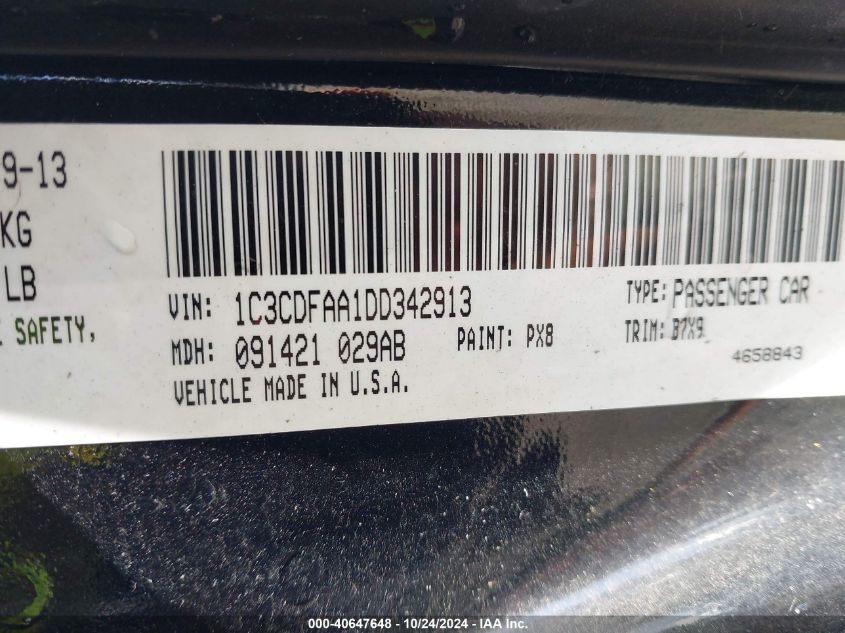 9-13
KG
LB
SAFETY,
VIN: 1C3CDFAA1DD342913
TYPE: PASSENGER CAR
MDH: 091421 029AB
PAINT: PX8
TRIM: B7X9
VEHICLE MADE IN U.S.A.
4658843
000-40647648 - 10/24/2024 - IAA Inc.